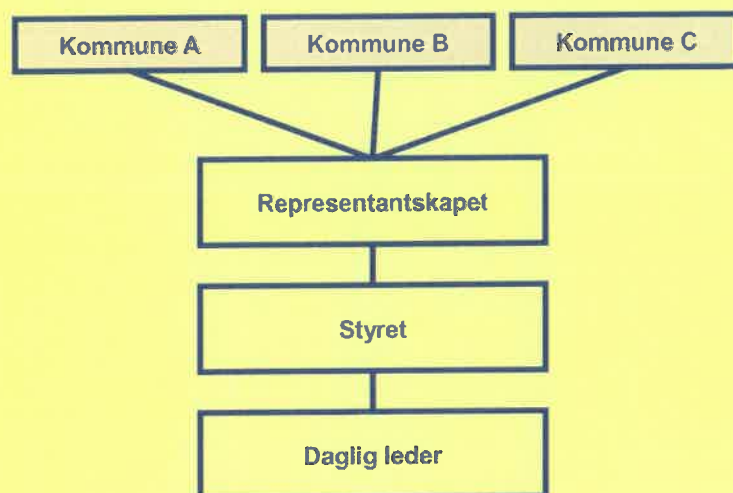 Kommune A
Kommune B
Kommune C
Representantskapet
Styret
Daglig leder